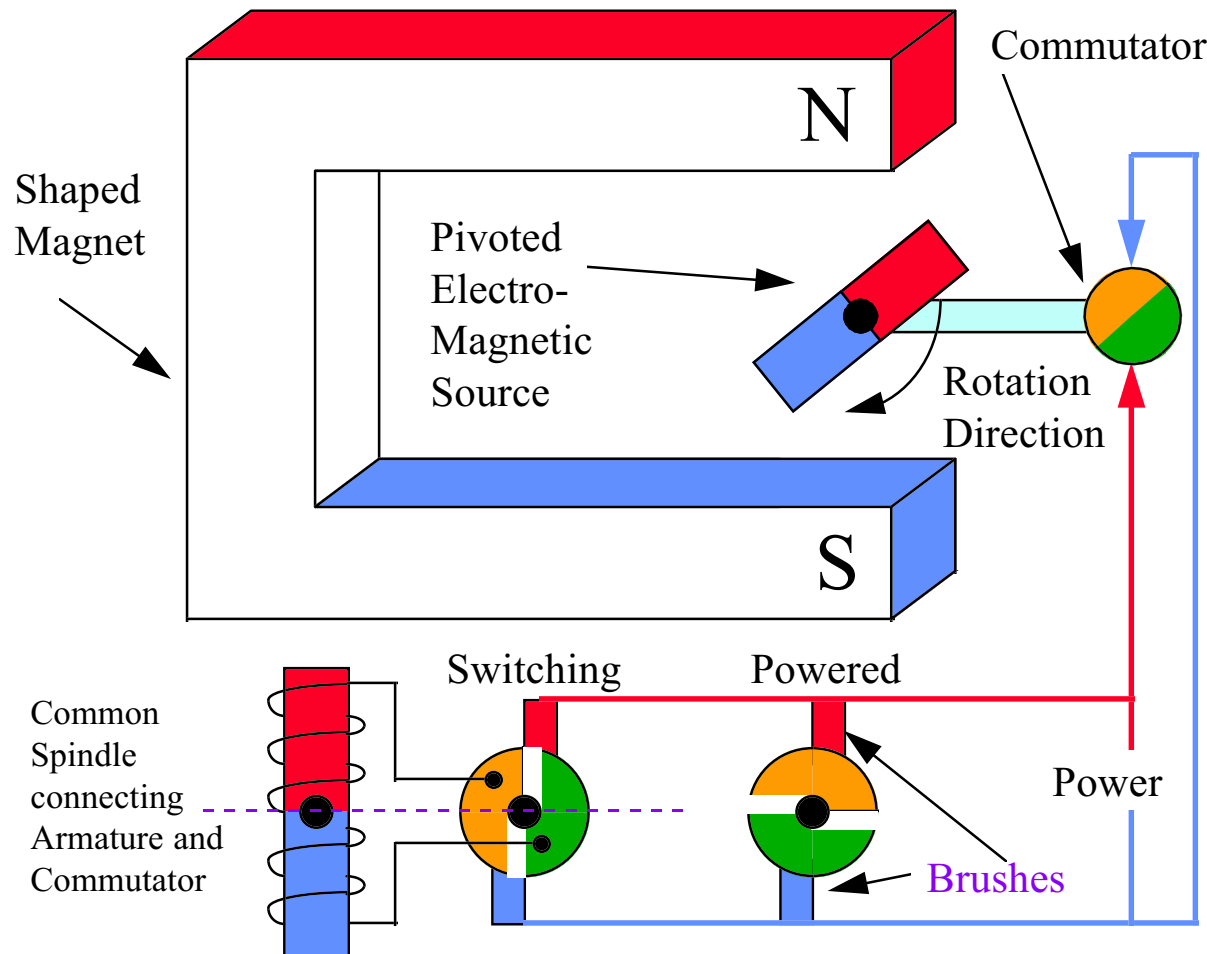 N
Commutator
Shaped
Magnet
Pivoted
Electro-
Magnetic
Source
Rotation
Direction
S
Switching
Powered
Common
Spindle
connecting
Armature and
Commutator
Power
Brushes